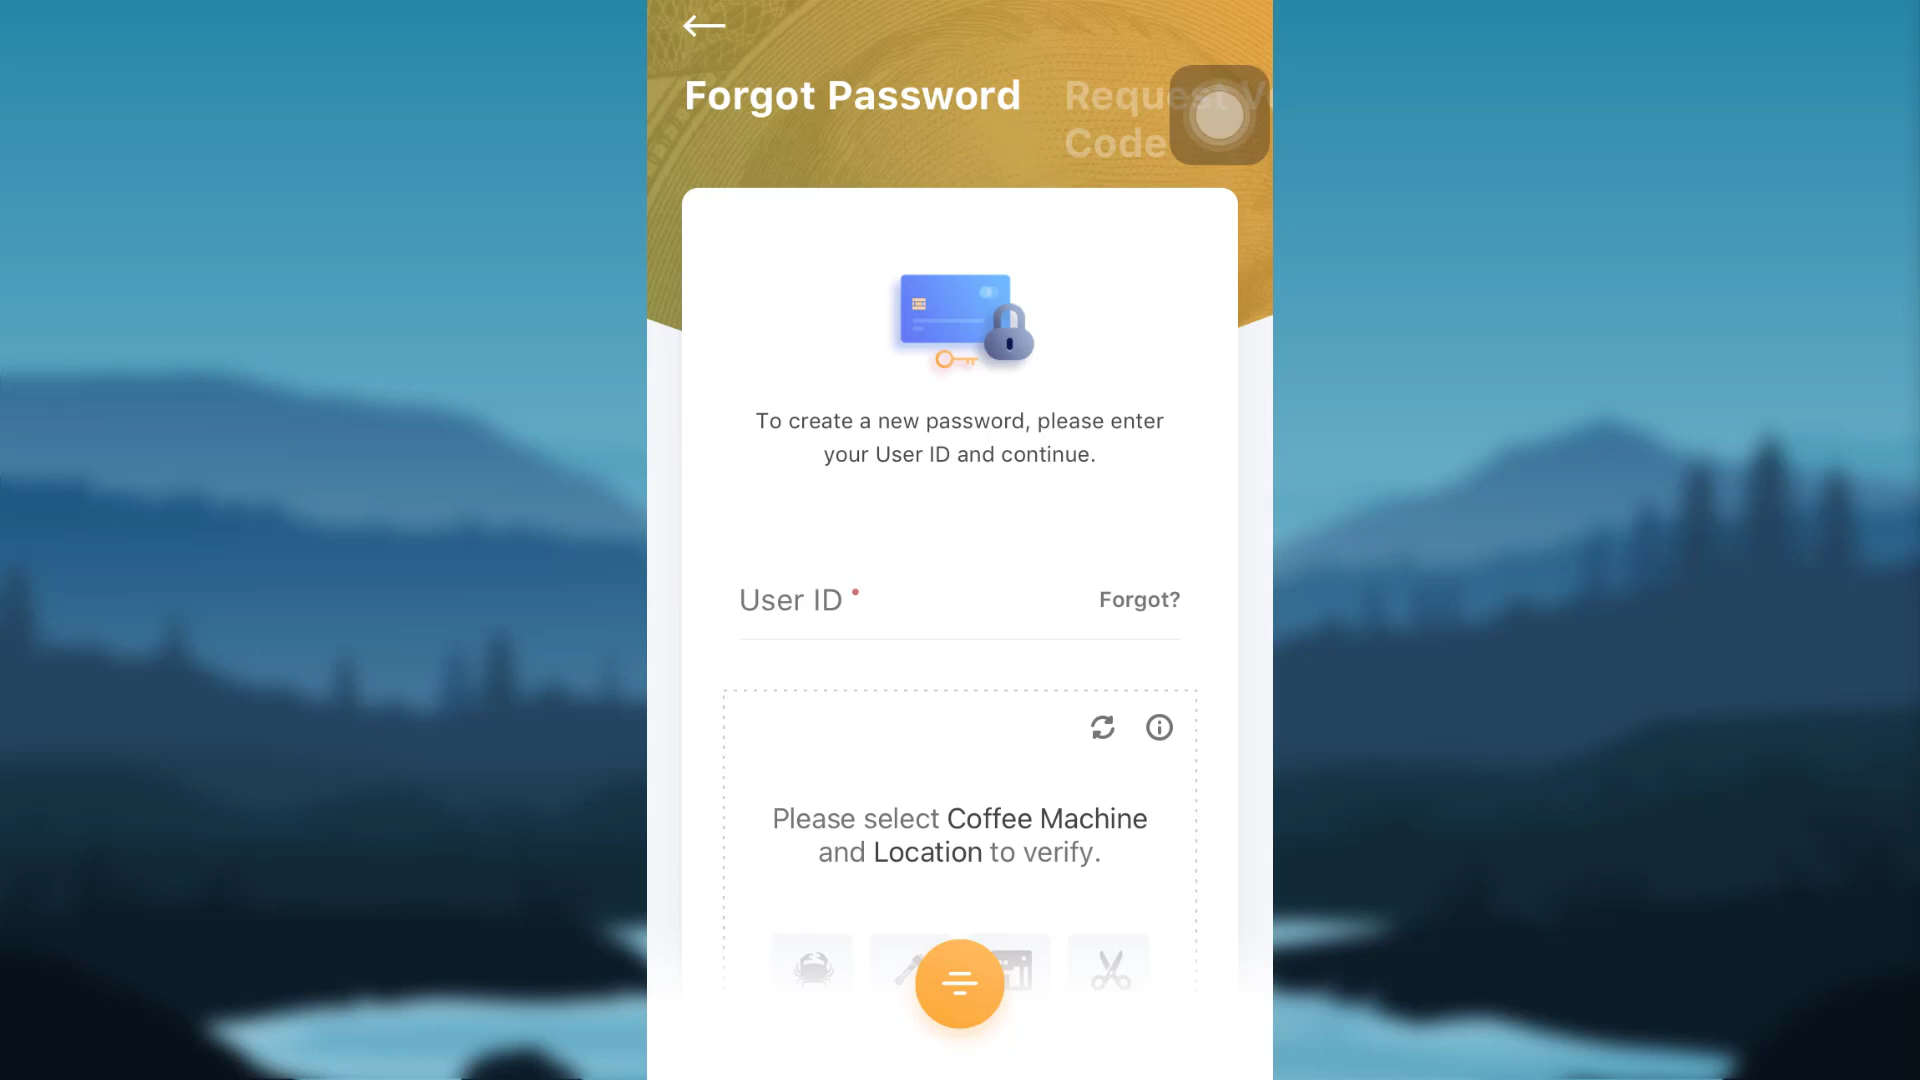 Forgot Password
Request
Code
To create a new password, please enter
your User ID and continue.
User ID
Forgot?
Please select Coffee Machine
and Location to verify.